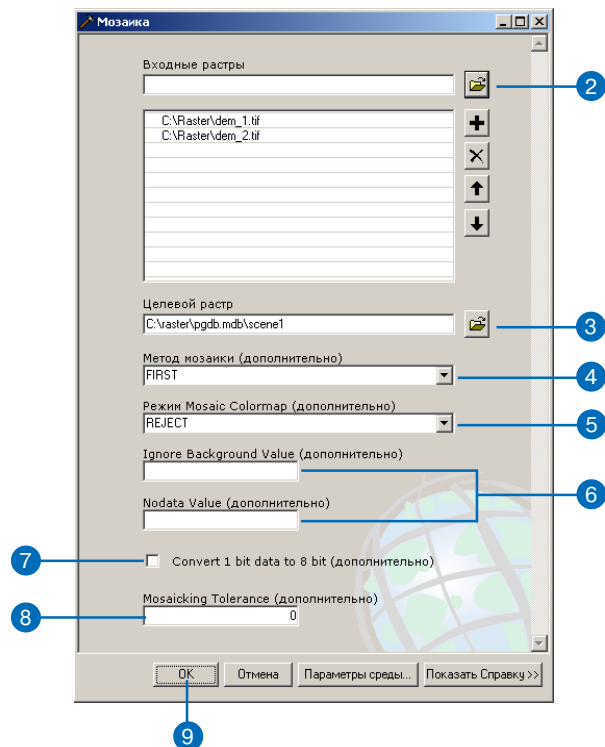 Мозаика
Входные растры
2
C:\Raster\dem_1.tif
C:\Raster\dem_2.tif
Целевой растр
C:\raster\pgdb.mdb\scene1
3
Метод мозаики (дополнительно)
FIRST
4
Режим Mosaic Colormap (дополнительно)
REJECT
5
Ignore Background Value (дополнительно)
6
Nodata Value (дополнительно)
7
Convert 1 bit data to 8 bit (дополнительно)
Mosaicking Tolerance (дополнительно)
8
0
OK
Отмена
Параметры среды...
Показать Справку >>
9